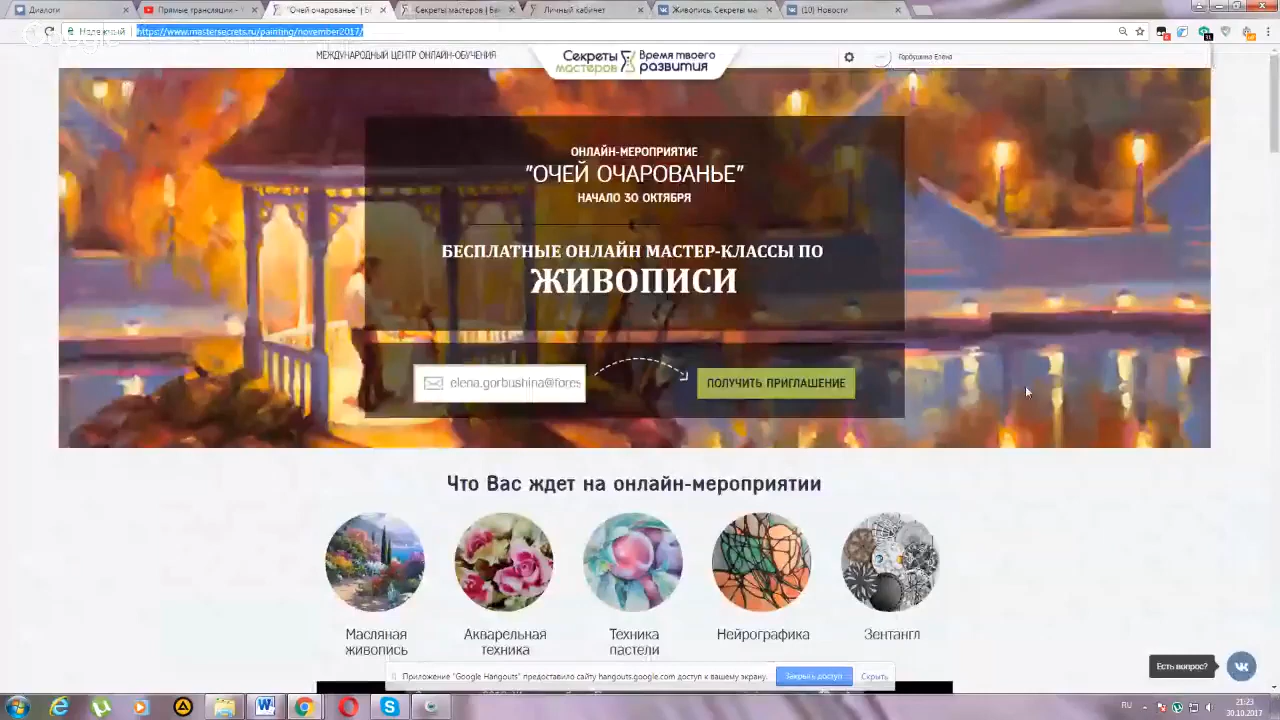 Диалоги
Прямые трансляции -
"Очей очарованье" | Б
Секреты мастеров | Ве
Личный кабинет
Живопись. Секреты ма
(10) Новости
https://www.mastersecrets.ru/painting/november2017/
МЕЖДУНАРОДНЫЙ ЦЕНТР ОНЛАЙН-ОБУЧЕНИЯ
Секреты мастеров
Время твоего развития
Горбушина Елена
ОНЛАЙН-МЕРОПРИЯТИЕ
"ОЧЕЙ ОЧАРОВАНЬЕ"
НАЧАЛО 30 ОКТЯБРЯ
БЕСПЛАТНЫЕ ОНЛАЙН МАСТЕР-КЛАССЫ ПО
ЖИВОПИСИ
elena.gorbushina@fores
ПОЛУЧИТЬ ПРИГЛАШЕНИЕ
Что Вас ждет на онлайн-мероприятии
Масляная живопись
Акварельная техника
Техника пастели
Нейрографика
Зентангл
Есть вопрос?
Приложение "Google Hangouts" предоставило сайту hangouts.google.com доступ к вашему экрану.
Закрыть доступ
Скрыть
RU
21:23
30.10.2017